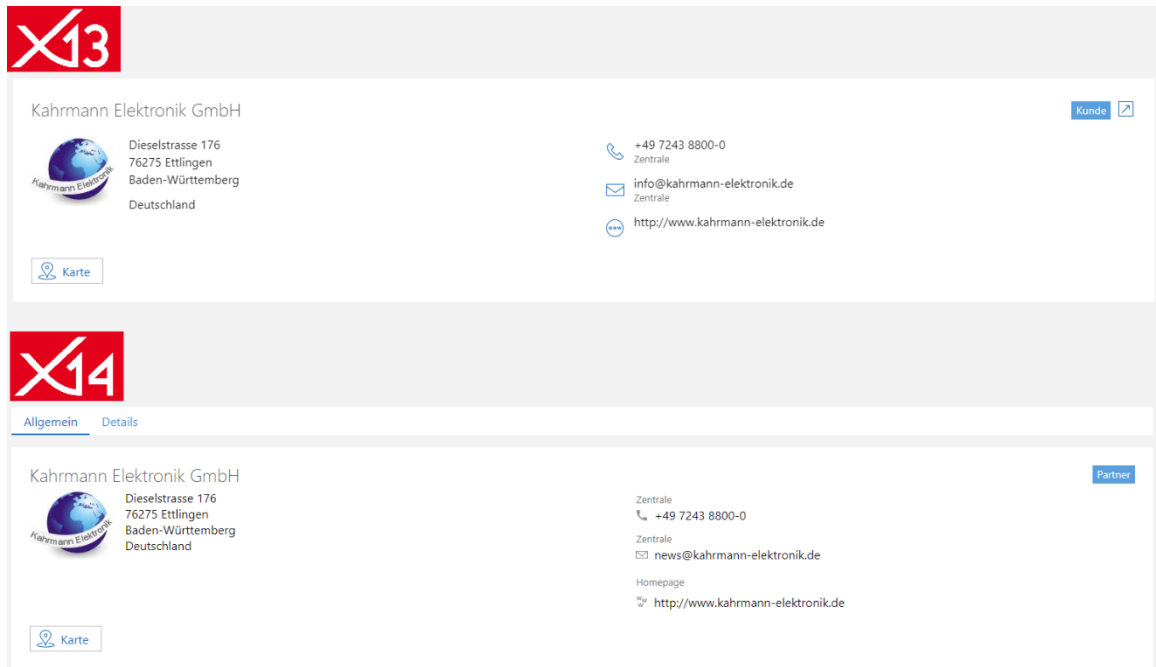 X13
Kahrmann Elektronik GmbH
Kunde
Kahrmann Elektronik
Dieselstrasse 176
76275 Ettlingen
Baden-Württemberg
Deutschland
+49 7243 8800-0
Zentrale
info@kahrmann-elektronik.de
Zentrale
www
http://www.kahrmann-elektronik.de
Karte
X14
Allgemein Details
Kahrmann Elektronik GmbH
Partner
Kahrmann Elektronik
Dieselstrasse 176
76275 Ettlingen
Baden-Württemberg
Deutschland
Zentrale
+49 7243 8800-0
Zentrale
news@kahrmann-elektronik.de
Homepage
http://www.kahrmann-elektronik.de
Karte